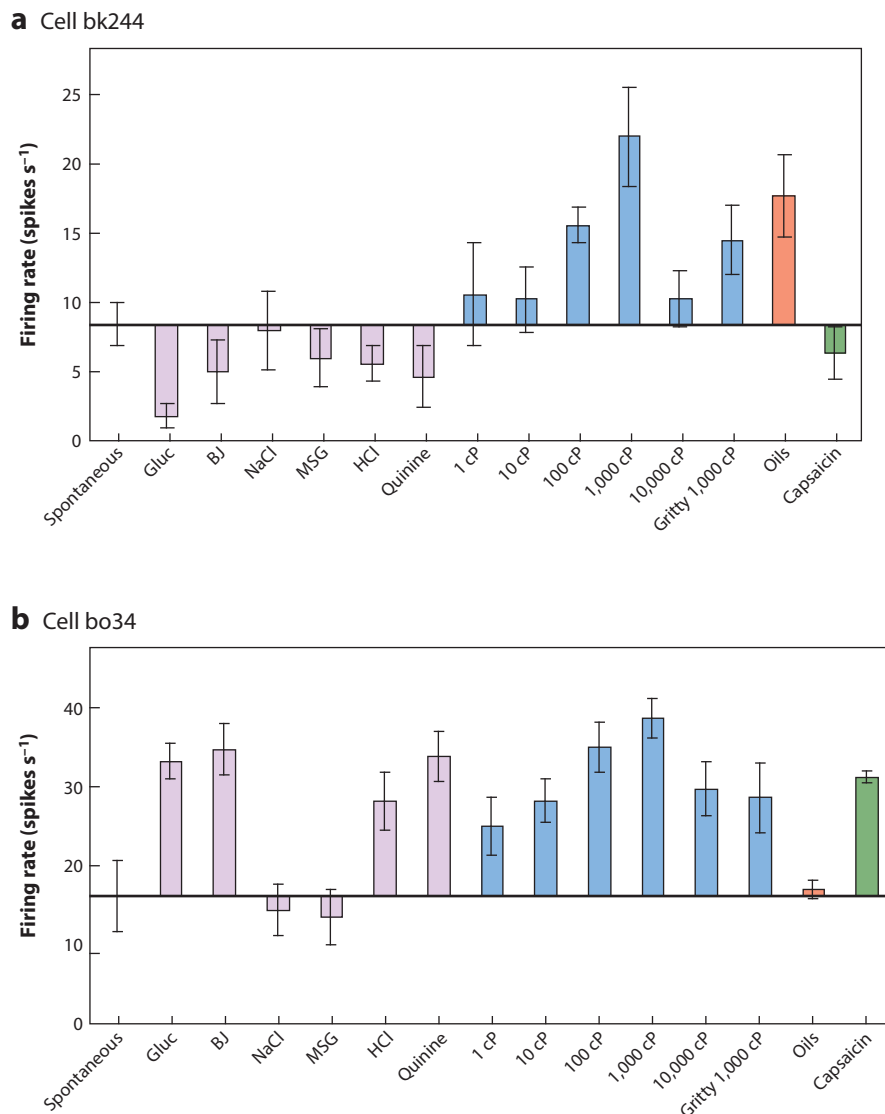 a Cell bk244
Firing rate (spikes s⁻¹)
25
20
15
10
5
0
Spontaneous
Gluc
BJ
NaCl
MSG
HCl
Quinine
1 cP
10 cP
100 cP
1,000 cP
10,000 cP
Gritty 1,000 cP
Oils
Capsaicin
b Cell bo34
Firing rate (spikes s⁻¹)
40
30
20
10
0
Spontaneous
Gluc
BJ
NaCl
MSG
HCl
Quinine
1 cP
10 cP
100 cP
1,000 cP
10,000 cP
Gritty 1,000 cP
Oils
Capsaicin